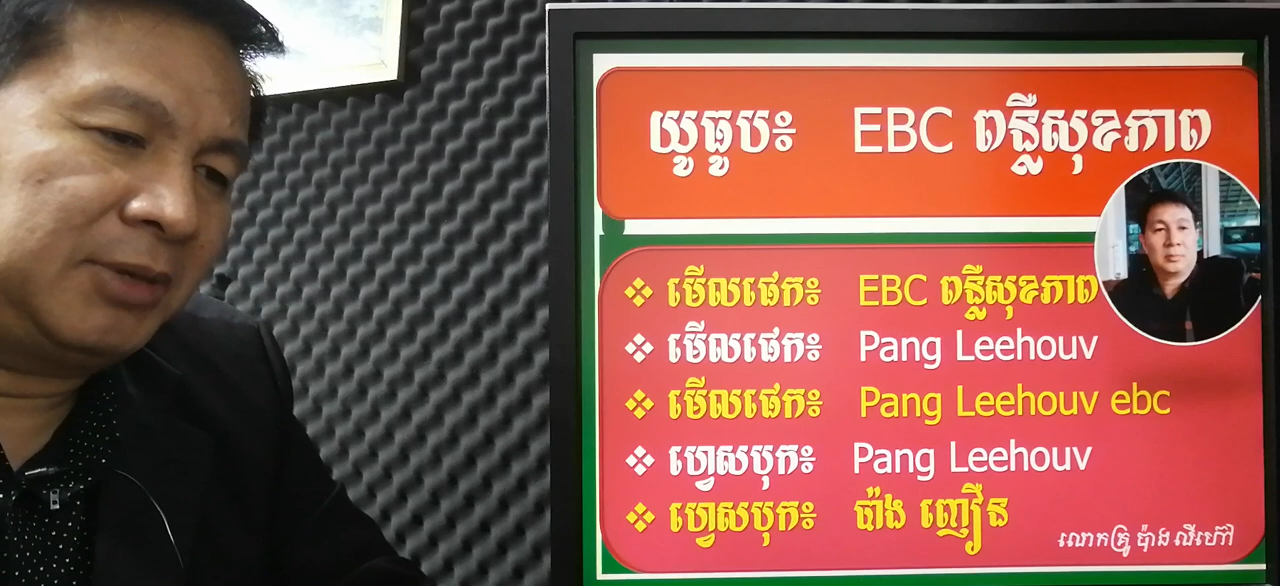 យូធូប៖ EBC ពន្លឺសុខភាព
❖ មើលផេក៖ EBC ពន្លឺសុខភាព
❖ មើលផេក៖ Pang Leehouv
❖ មើលផេក៖ Pang Leehouv ebc
❖ ហ្វេសបុក៖ Pang Leehouv
❖ ហ្វេសបុក៖ ប៉ាង ញឿន
លោកគ្រូ ប៉ាង លីហៅ